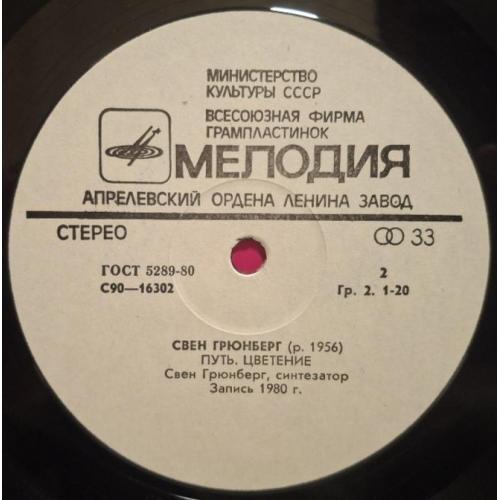 МИНИСТЕРСТВО
КУЛЬТУРЫ СССР
ВСЕСОЮЗНАЯ ФИРМА
ГРАМПЛАСТИНОК
МЕЛОДИЯ
АПРЕЛЕВСКИЙ ОРДЕНА ЛЕНИНА ЗАВОД
СТЕРЕО 33
ГОСТ 5289-80 2
С90—16302 Гр. 2. 1-20
СВЕН ГРЮНБЕРГ (р. 1956)
ПУТЬ. ЦВЕТЕНИЕ
Свен Грюнберг, синтезатор
Запись 1980 г.